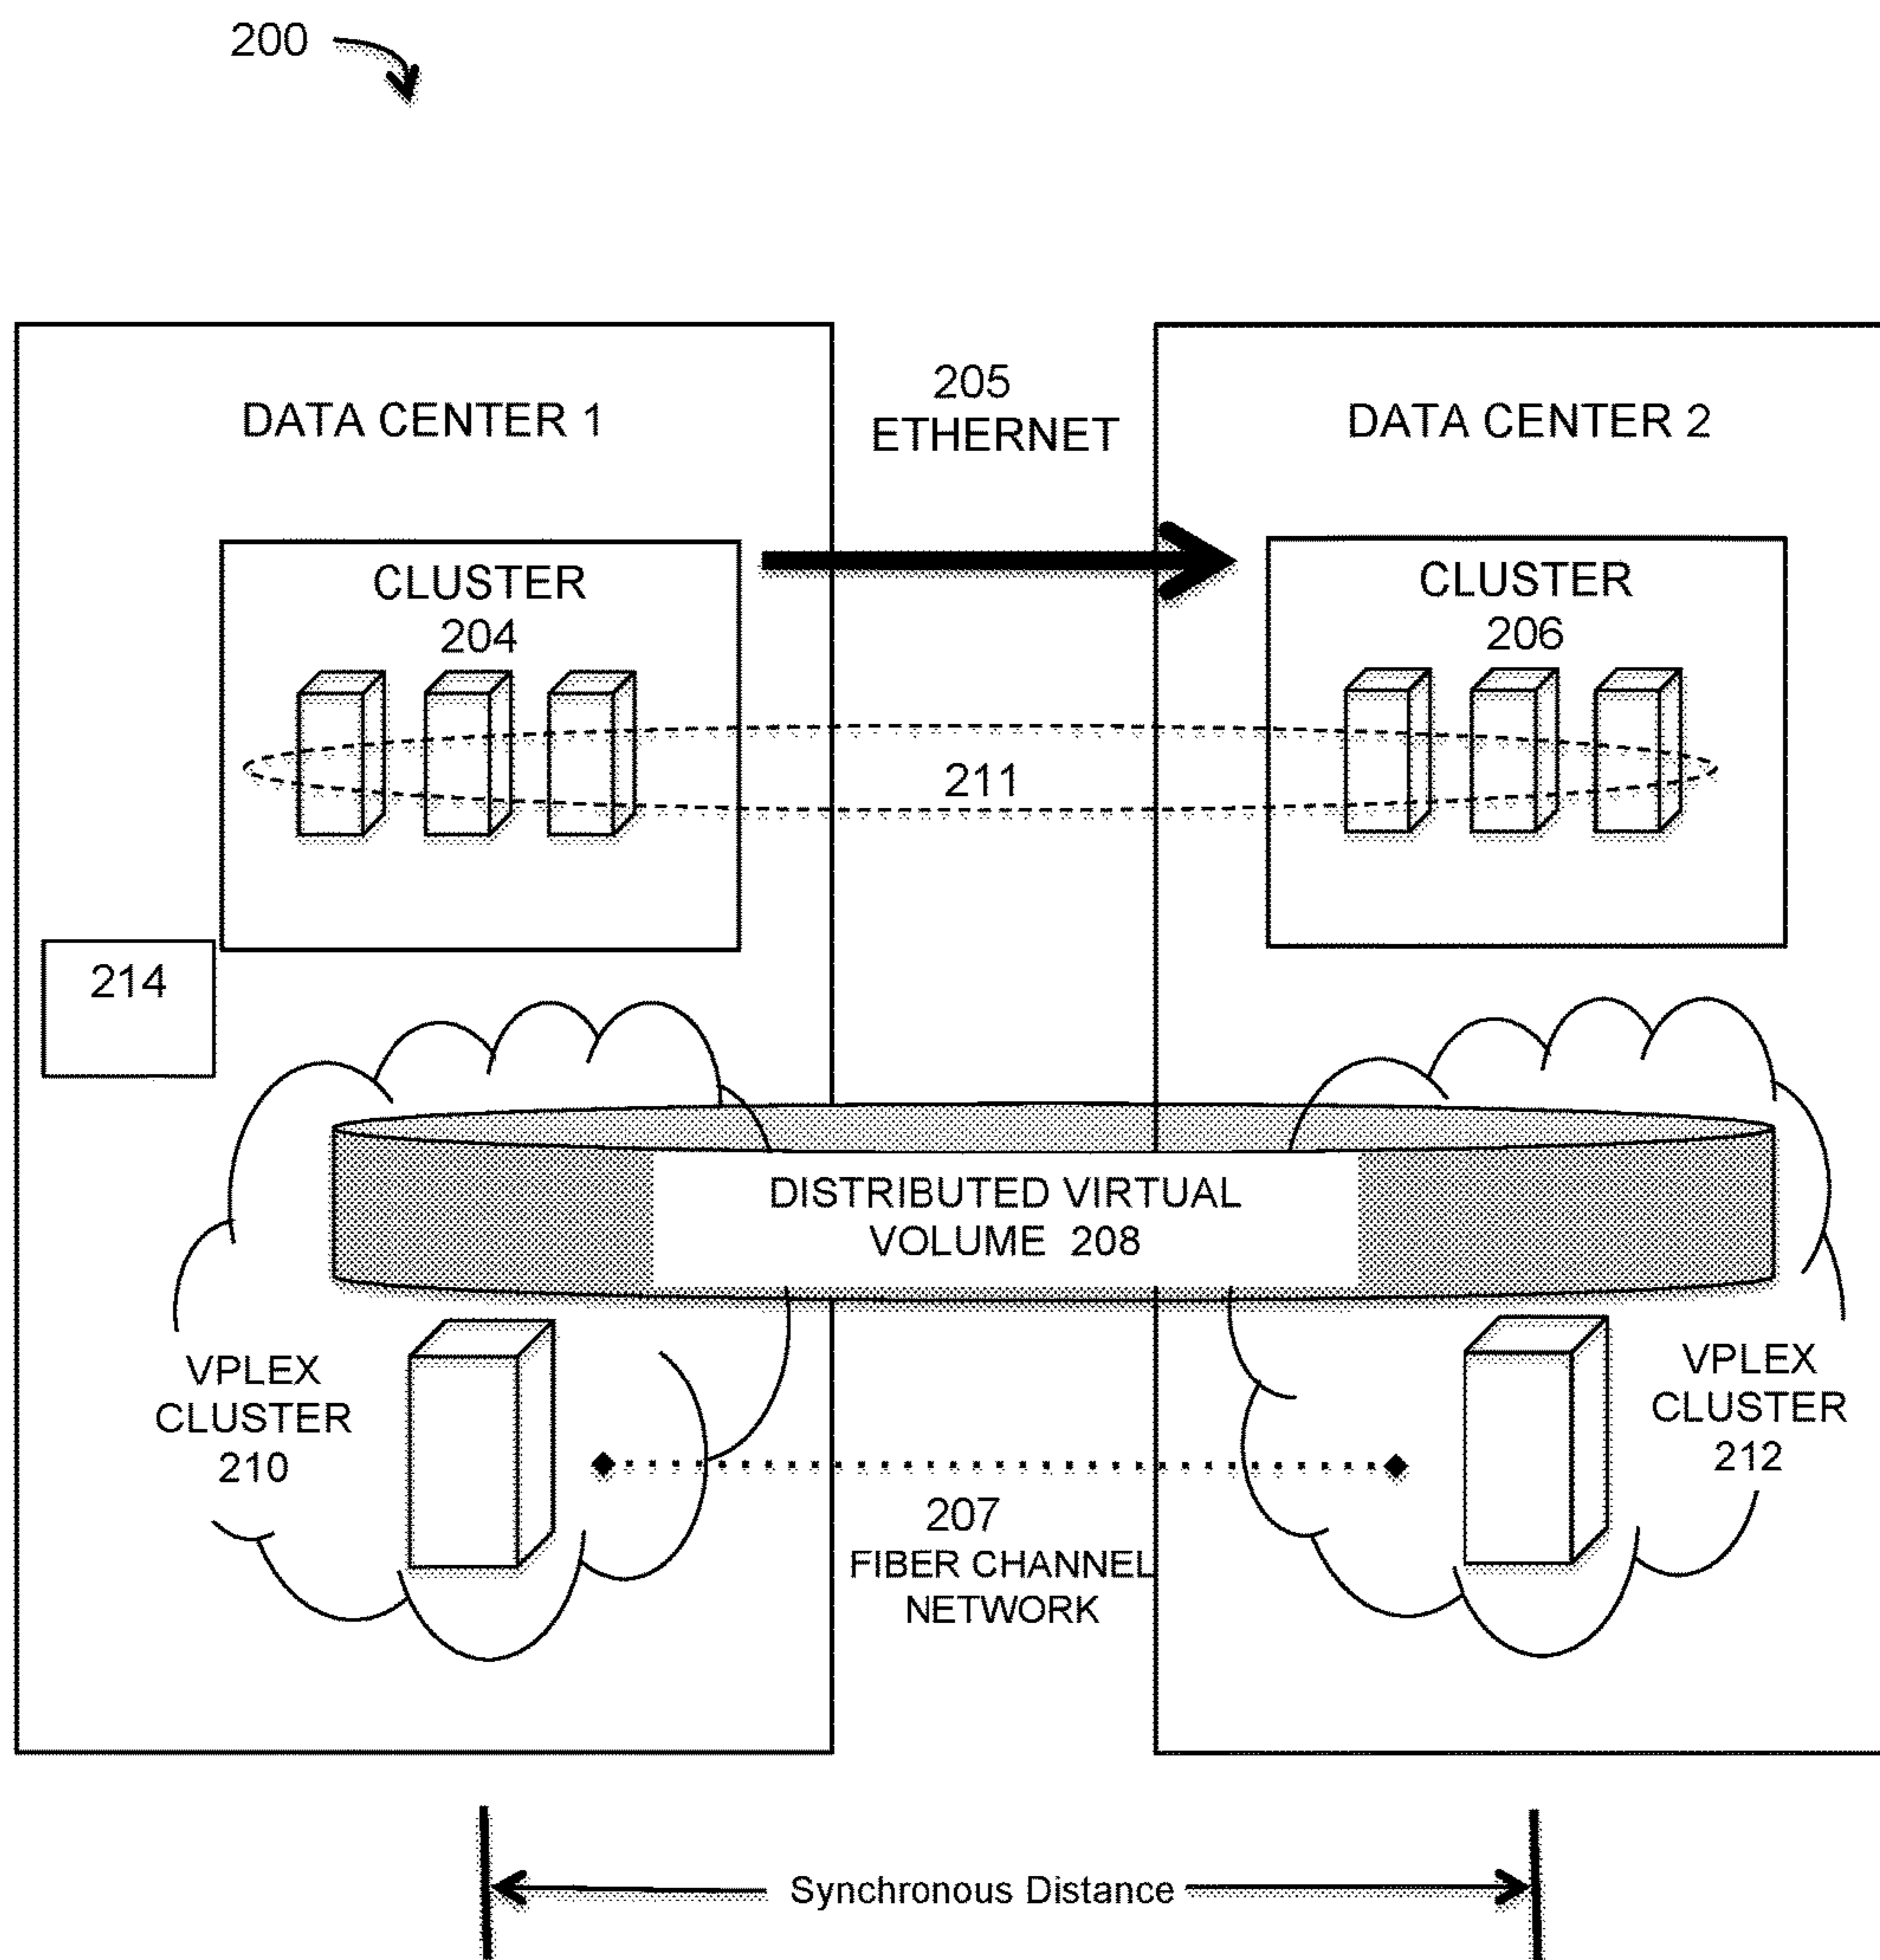 200
DATA CENTER 1
205
ETHERNET
DATA CENTER 2
CLUSTER
204
CLUSTER
206
211
214
DISTRIBUTED VIRTUAL
VOLUME 208
VPLEX
CLUSTER
210
VPLEX
CLUSTER
212
207
FIBER CHANNEL
NETWORK
Synchronous Distance